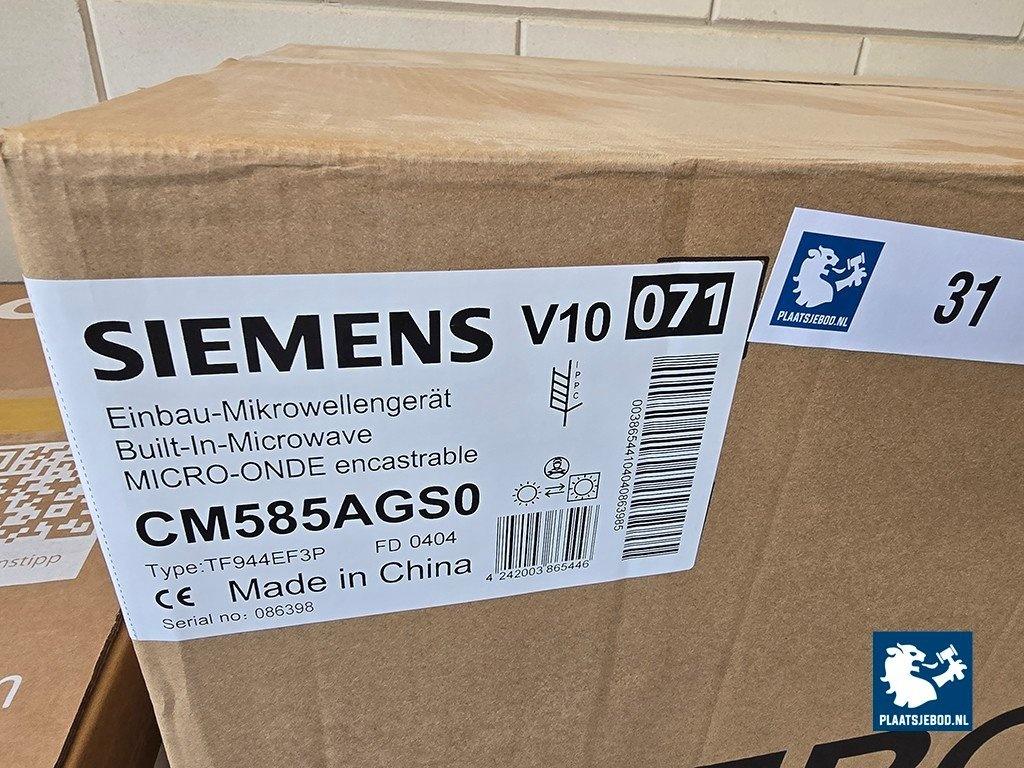 SIEMENS V10 071
Einbau-Mikrowellengerät
Built-In-Microwave
MICRO-ONDE encastrable
CM585AGS0
Type:TF944EF3P FD 0404
CE Made in China
Serial no: 086398
IPPC
4 242003 865446
PLAATSJEBOD.NL
31
nstipp
PLAATSJEBOD.NL